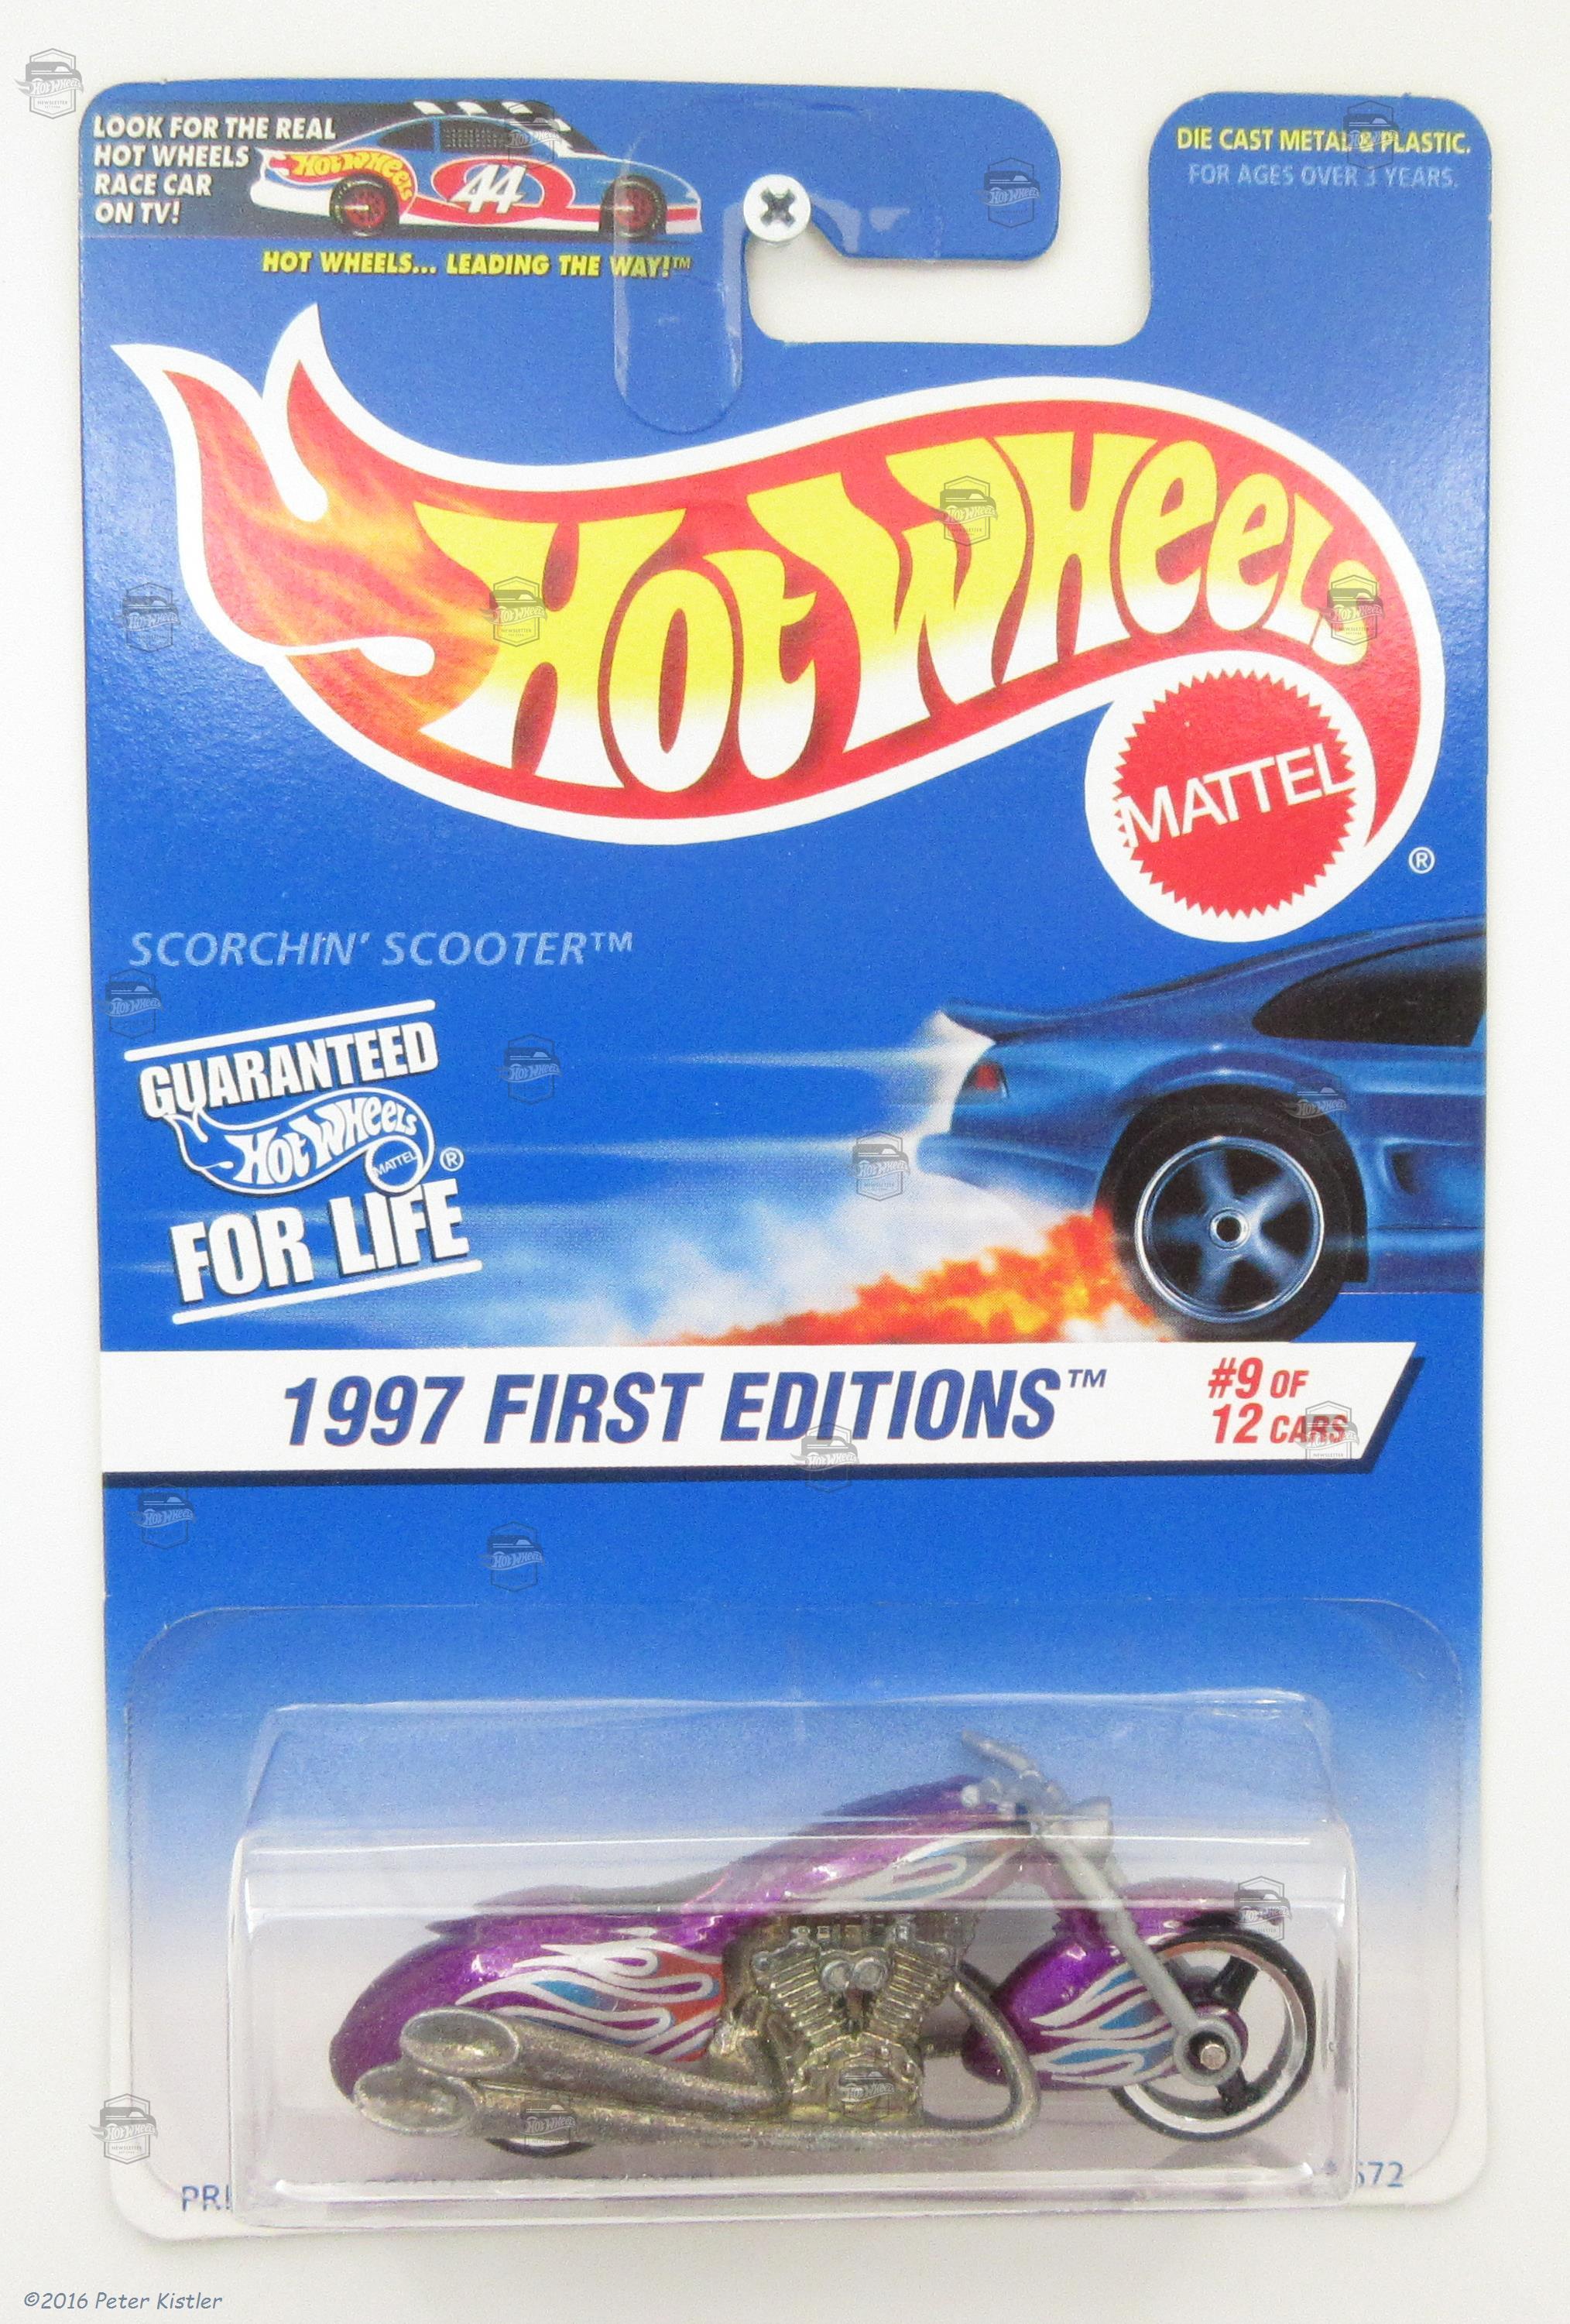 LOOK FOR THE REAL
HOT WHEELS
RACE CAR
ON TV!
HOT WHEELS
44
HOT WHEELS... LEADING THE WAY!™
DIE CAST METAL & PLASTIC.
FOR AGES OVER 3 YEARS.
HOT WHEELS
MATTEL
®
SCORCHIN' SCOOTER™
GUARANTEED
HOT WHEELS
MATTEL ®
FOR LIFE
1997 FIRST EDITIONS™
#9 OF
12 CARS
©2016 Peter Kistler